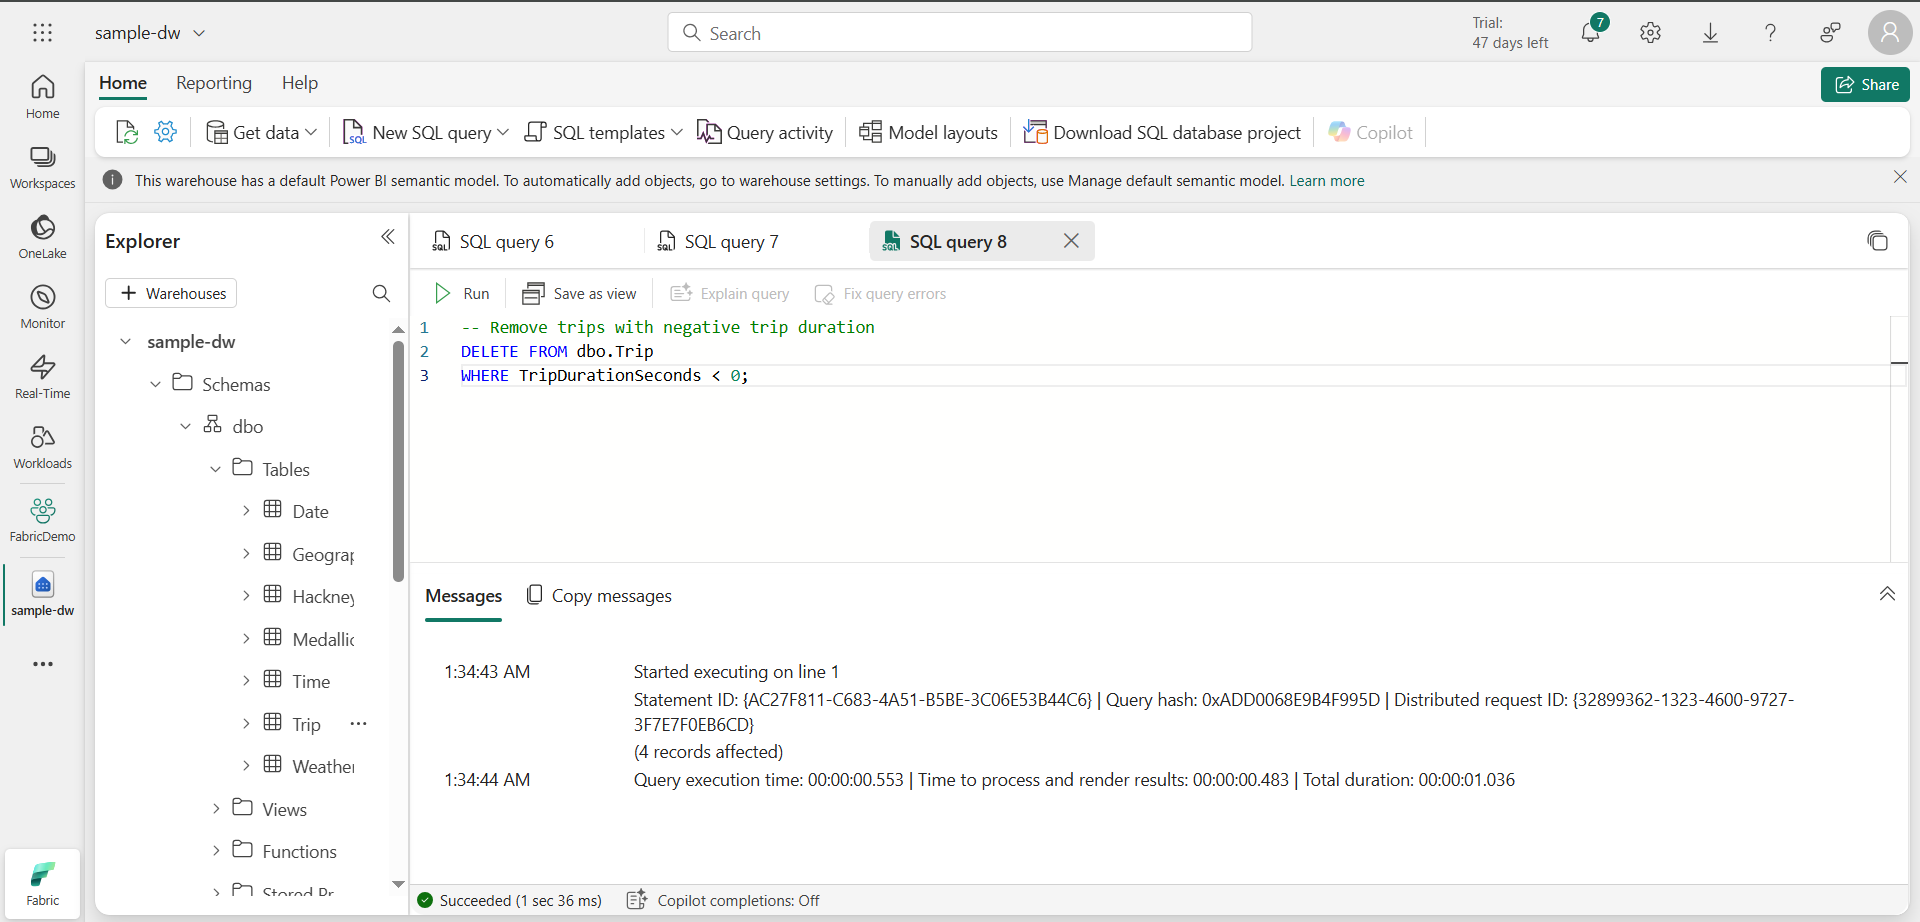 sample-dw
Search
Trial:
47 days left
7
Home
Reporting
Help
Share
Get data
New SQL query
SQL templates
Query activity
Model layouts
Download SQL database project
Copilot
This warehouse has a default Power BI semantic model. To automatically add objects, go to warehouse settings. To manually add objects, use Manage default semantic model. Learn more
Home
Workspaces
OneLake
Monitor
Real-Time
Workloads
FabricDemo
sample-dw
Fabric
Explorer
Warehouses
sample-dw
Schemas
dbo
Tables
Date
Geograp
Hackney
Medallic
Time
Trip
Weather
Views
Functions
Stored Pr
SQL query 6
SQL query 7
SQL query 8
Run
Save as view
Explain query
Fix query errors
1 -- Remove trips with negative trip duration
2 DELETE FROM dbo.Trip
3 WHERE TripDurationSeconds < 0;
Messages
Copy messages
1:34:43 AM Started executing on line 1
Statement ID: {AC27F811-C683-4A51-B5BE-3C06E53B44C6} | Query hash: 0xADD0068E9B4F995D | Distributed request ID: {32899362-1323-4600-9727-
3F7E7F0EB6CD}
(4 records affected)
1:34:44 AM Query execution time: 00:00:00.553 | Time to process and render results: 00:00:00.483 | Total duration: 00:00:01.036
Succeeded (1 sec 36 ms)
Copilot completions: Off